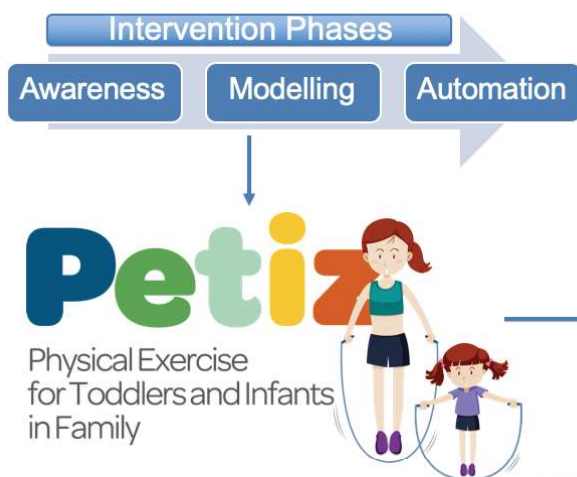 Intervention Phases
Awareness Modelling Automation
Petiz
Physical Exercise
for Toddlers and Infants
in Family